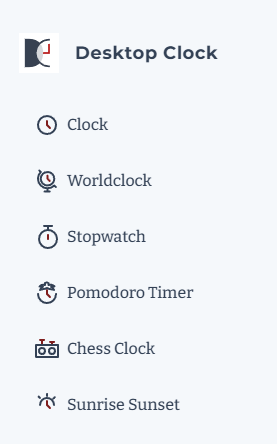 Desktop Clock
Clock
Worldclock
Stopwatch
Pomodoro Timer
Chess Clock
Sunrise Sunset